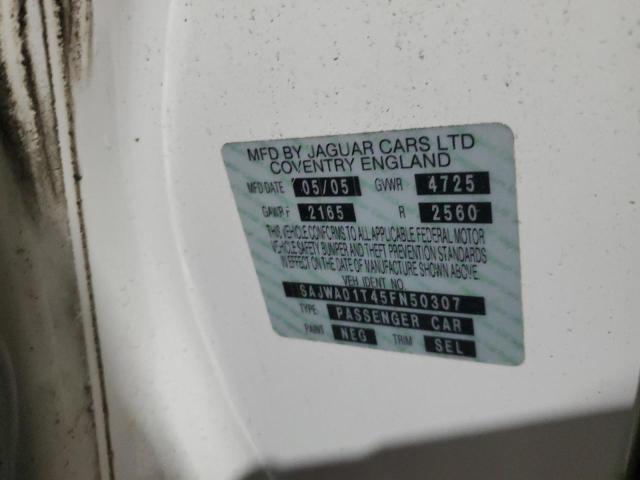 MFD BY JAGUAR CARS LTD
COVENTRY ENGLAND
MFD DATE 05/05 GVWR 4725
GAWR F 2165 R 2560
THIS VEHICLE CONFORMS TO ALL APPLICABLE FEDERAL MOTOR
VEHICLE SAFETY BUMPER AND THEFT PREVENTION STANDARDS
IN EFFECT ON THE DATE OF MANUFACTURE SHOWN ABOVE.
VEH IDENT NO.
SAJWA01T45FN50307
TYPE: PASSENGER CAR
PAINT NEG TRIM SEL